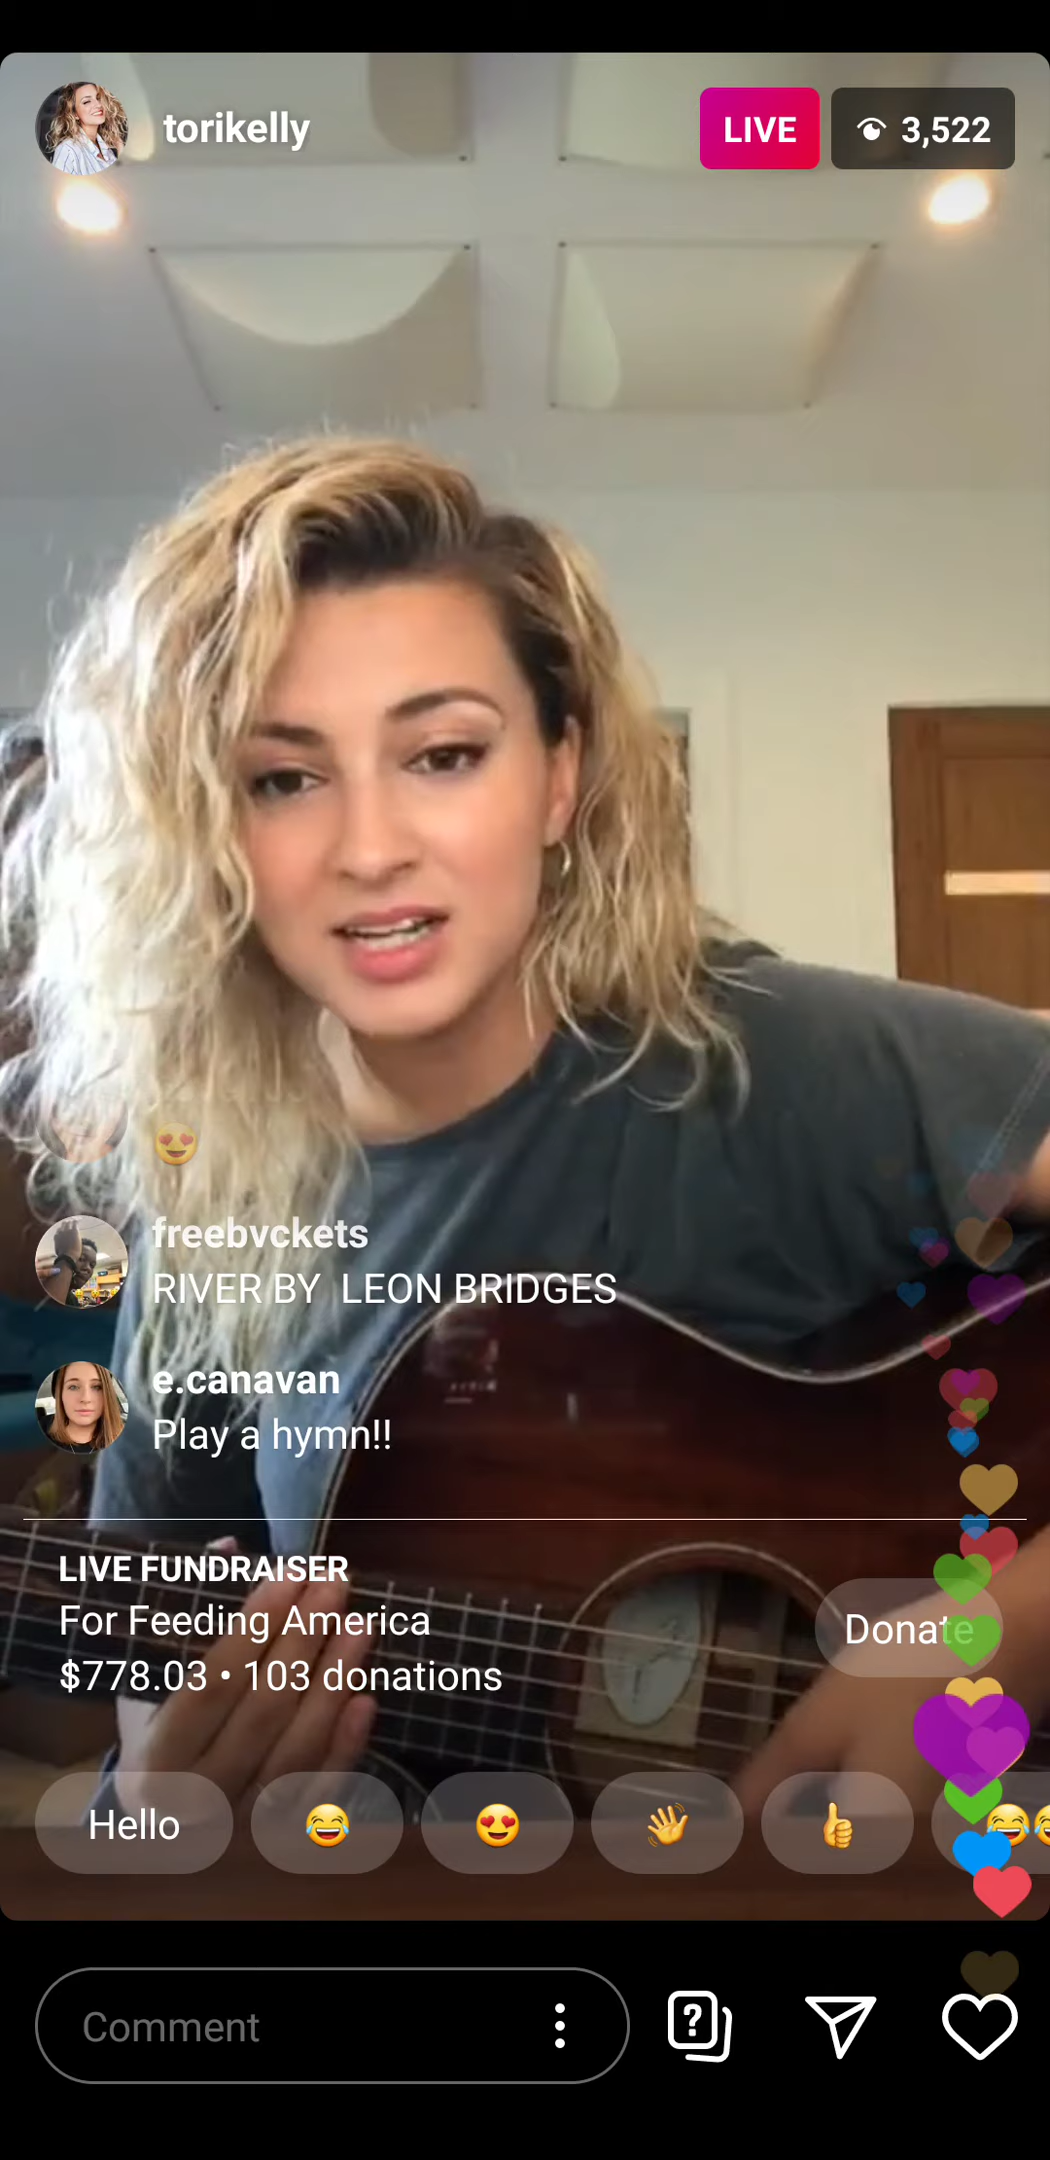 torikelly
LIVE
3,522
freebvckets
RIVER BY  LEON BRIDGES
e.canavan
Play a hymn!!
LIVE FUNDRAISER
For Feeding America
$778.03 • 103 donations
Donate
Hello
Comment